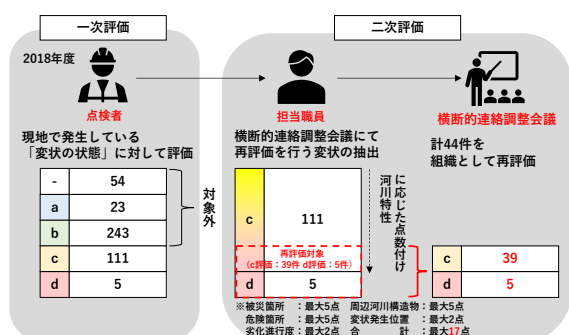 一次評価
二次評価
2018年度
点検者
担当職員
横断的連絡調整会議
現地で発生している
「変状の状態」に対して評価
横断的連絡調整会議にて
再評価を行う変状の抽出
計44件を
組織として再評価
- 54
a 23
b 243
c 111
d 5
対象外
c 111
再評価対象
(c評価:39件 d評価:5件)
d 5
河川特性
に応じた点数付け
c 39
d 5
※被災箇所 :最大5点 周辺河川構造物:最大5点
危険箇所 :最大5点 変状発生位置 :最大2点
劣化進行度:最大2点 合 計 :最大17点